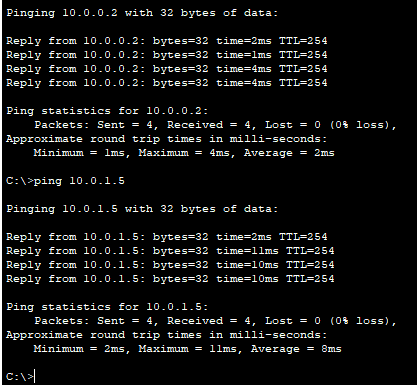 Pinging 10.0.0.2 with 32 bytes of data:
Reply from 10.0.0.2: bytes=32 time=2ms TTL=254
Reply from 10.0.0.2: bytes=32 time=1ms TTL=254
Reply from 10.0.0.2: bytes=32 time=4ms TTL=254
Reply from 10.0.0.2: bytes=32 time=4ms TTL=254
Ping statistics for 10.0.0.2:
    Packets: Sent = 4, Received = 4, Lost = 0 (0% loss),
Approximate round trip times in milli-seconds:
    Minimum = 1ms, Maximum = 4ms, Average = 2ms
C:\>ping 10.0.1.5
Pinging 10.0.1.5 with 32 bytes of data:
Reply from 10.0.1.5: bytes=32 time=2ms TTL=254
Reply from 10.0.1.5: bytes=32 time=11ms TTL=254
Reply from 10.0.1.5: bytes=32 time=10ms TTL=254
Reply from 10.0.1.5: bytes=32 time=10ms TTL=254
Ping statistics for 10.0.1.5:
    Packets: Sent = 4, Received = 4, Lost = 0 (0% loss),
Approximate round trip times in milli-seconds:
    Minimum = 2ms, Maximum = 11ms, Average = 8ms
C:\>